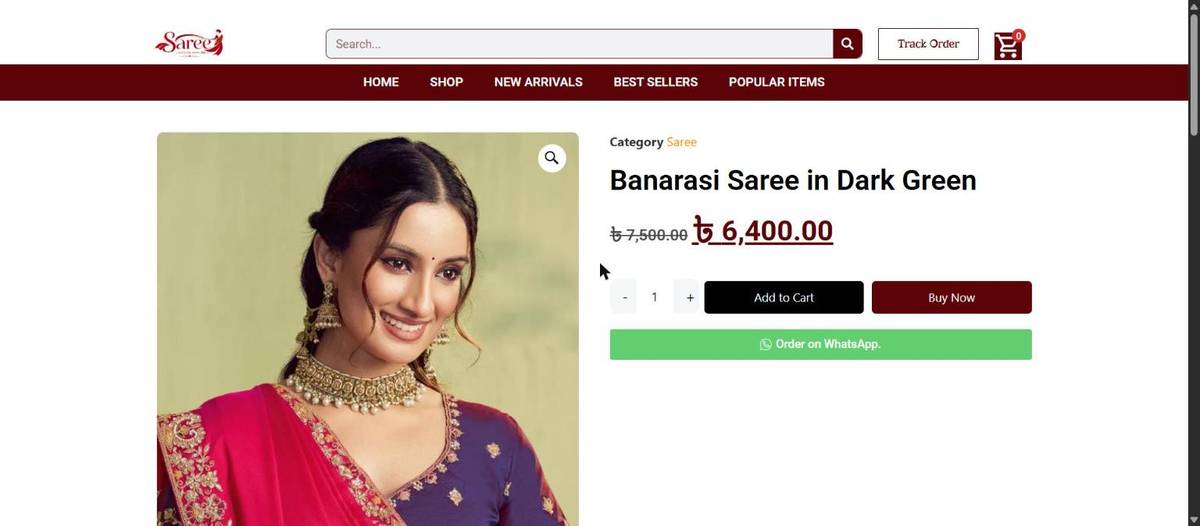 Saree
Search...
Track Order
0
HOME SHOP NEW ARRIVALS BEST SELLERS POPULAR ITEMS
Category Saree
Banarasi Saree in Dark Green
৳ 7,500.00 ৳ 6,400.00
- 1 + Add to Cart Buy Now
Order on WhatsApp.